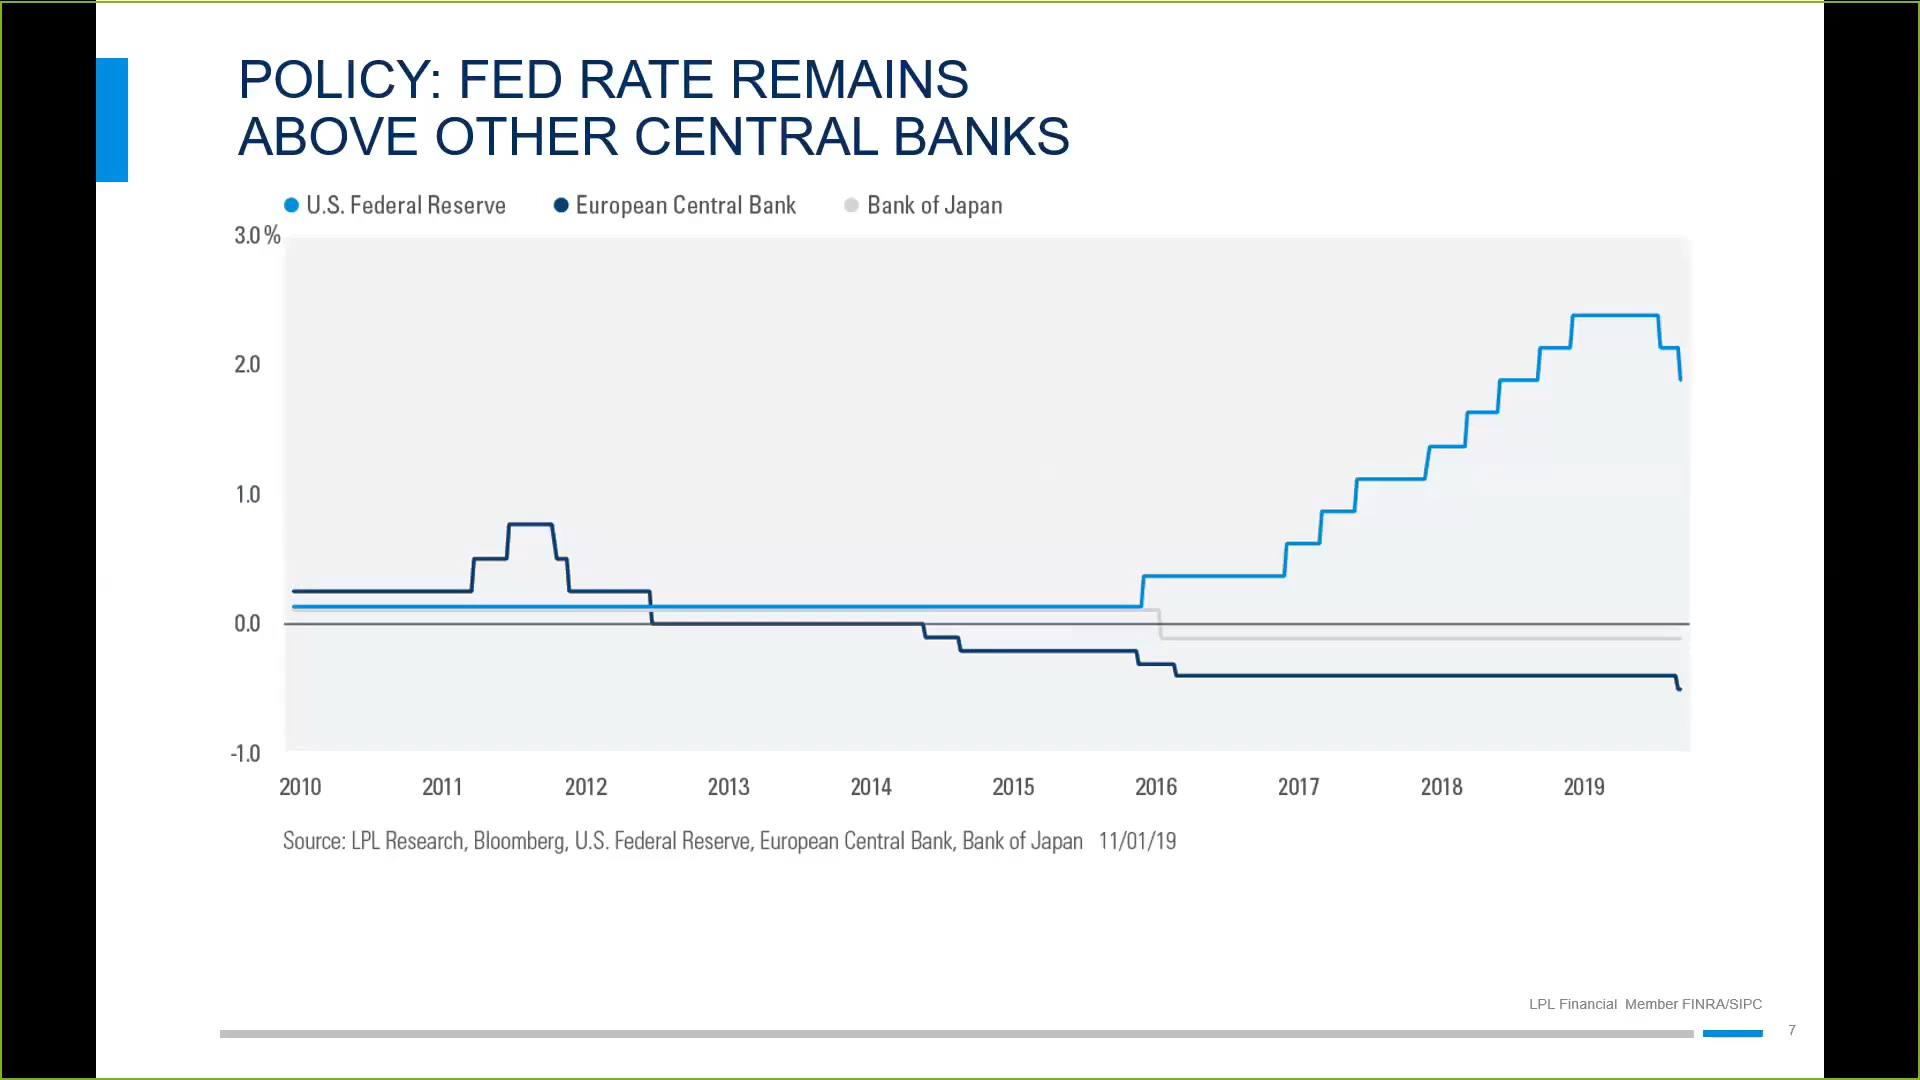 POLICY: FED RATE REMAINS
ABOVE OTHER CENTRAL BANKS
U.S. Federal Reserve European Central Bank Bank of Japan
3.0%
2.0
1.0
0.0
-1.0
2010 2011 2012 2013 2014 2015 2016 2017 2018 2019
Source: LPL Research, Bloomberg, U.S. Federal Reserve, European Central Bank, Bank of Japan 11/01/19
LPL Financial Member FINRA/SIPC
7